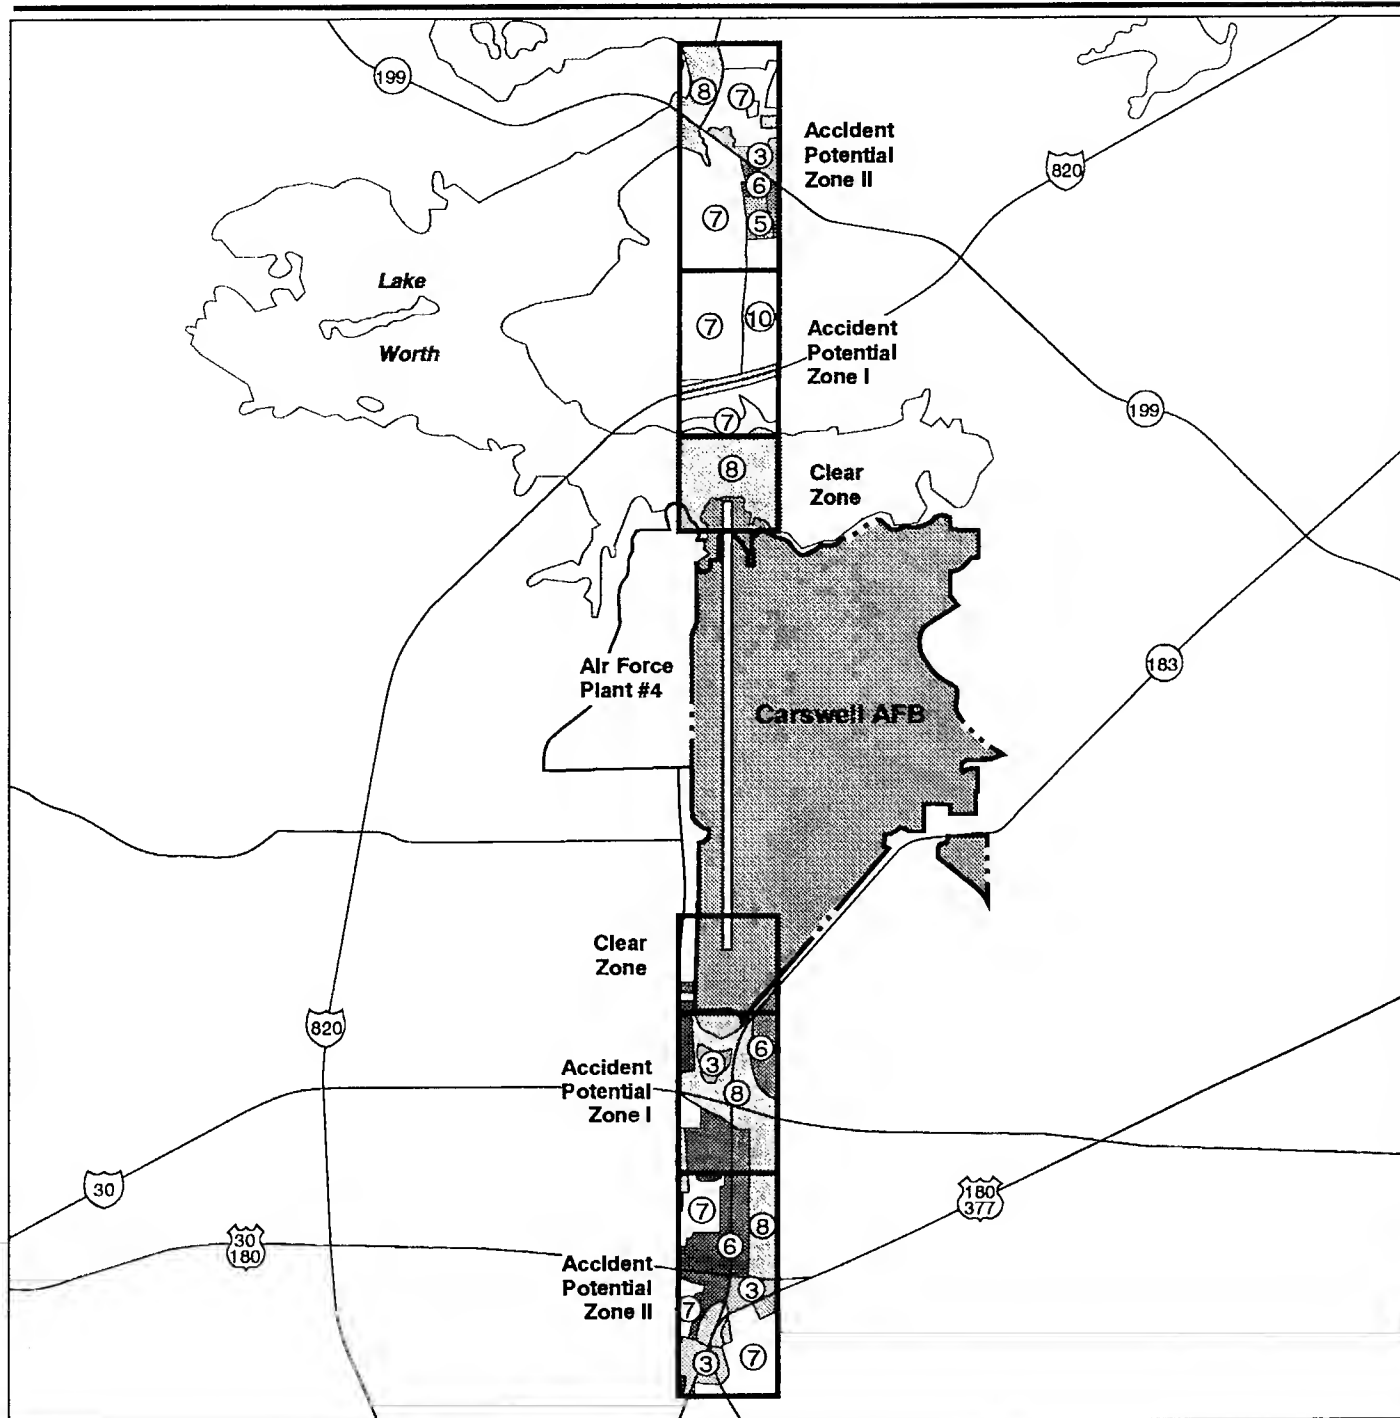 199
8
7
Accident
Potential
Zone II
3
6
5
7
820
Lake
Worth
7
10
Accident
Potential
Zone I
7
199
8
Clear
Zone
Air Force
Plant #4
183
Carswell AFB
Clear
Zone
820
6
3
8
Accident
Potential
Zone I
30
7
180
377
8
30
180
6
Accident
Potential
Zone II
3
7
7
3